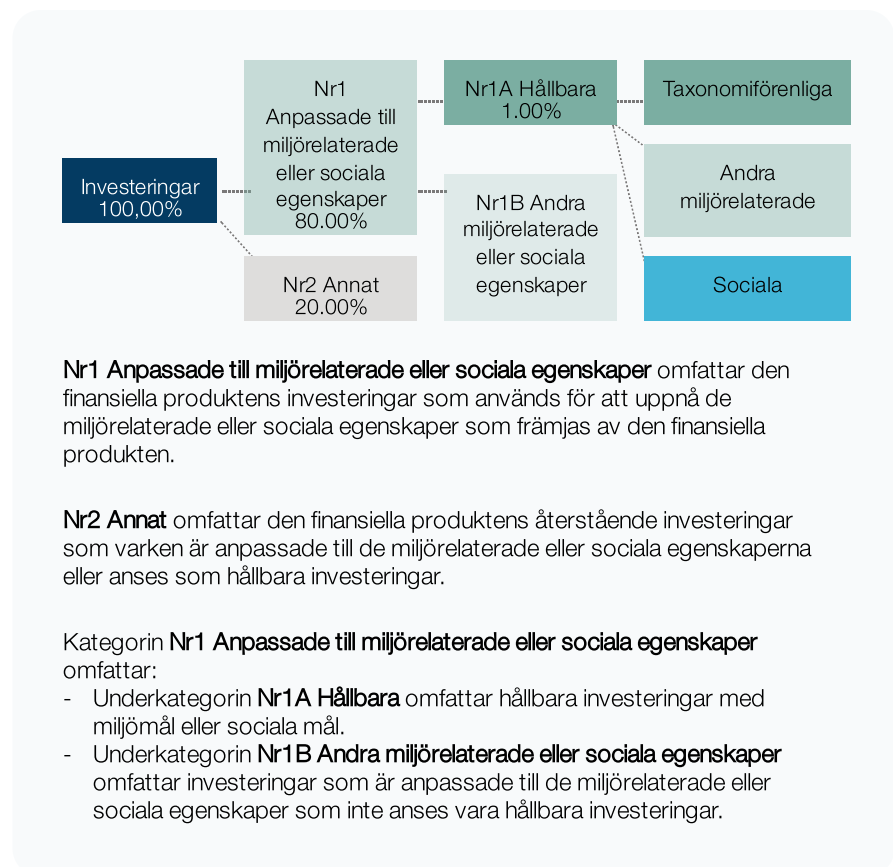 Investeringar
100,00%
Nr1
Anpassade till
miljörelaterade
eller sociala
egenskaper
80.00%
Nr2 Annat
20.00%
Nr1A Hållbara
1.00%
Nr1B Andra
miljörelaterade
eller sociala
egenskaper
Taxonomiförenliga
Andra
miljörelaterade
Sociala
Nr1 Anpassade till miljörelaterade eller sociala egenskaper omfattar den
finansiella produktens investeringar som används för att uppnå de
miljörelaterade eller sociala egenskaper som främjas av den finansiella
produkten.
Nr2 Annat omfattar den finansiella produktens återstående investeringar
som varken är anpassade till de miljörelaterade eller sociala egenskaperna
eller anses som hållbara investeringar.
Kategorin Nr1 Anpassade till miljörelaterade eller sociala egenskaper
omfattar:
- Underkategorin Nr1A Hållbara omfattar hållbara investeringar med
miljömål eller sociala mål.
- Underkategorin Nr1B Andra miljörelaterade eller sociala egenskaper
omfattar investeringar som är anpassade till de miljörelaterade eller
sociala egenskaper som inte anses vara hållbara investeringar.